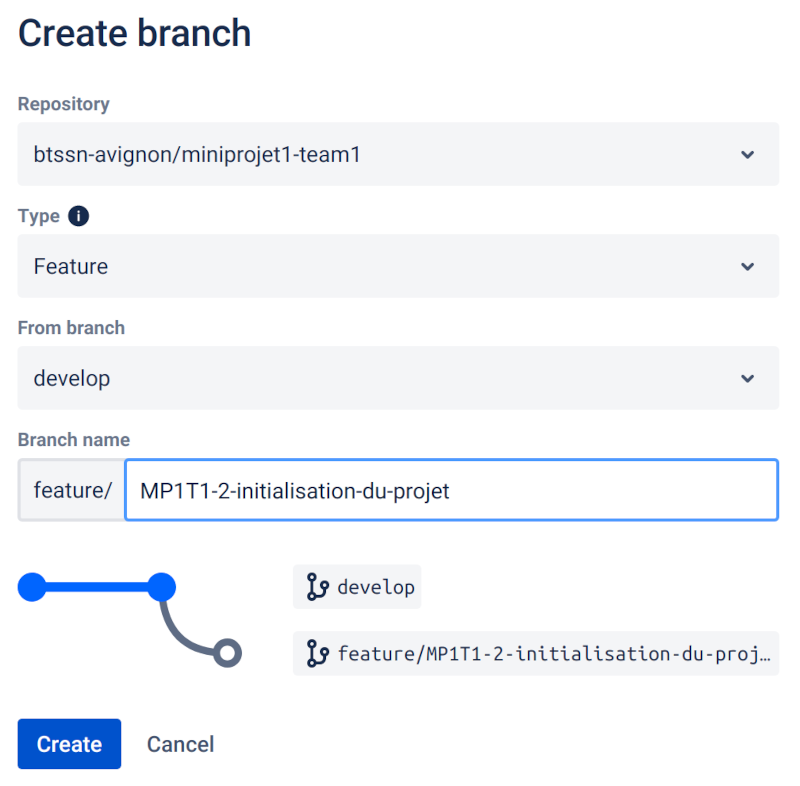 Create branch
Repository
btssn-avignon/miniprojet1-team1
Type i
Feature
From branch
develop
Branch name
feature/ MP1T1-2-initialisation-du-projet
develop
feature/MP1T1-2-initialisation-du-proj…
Create Cancel